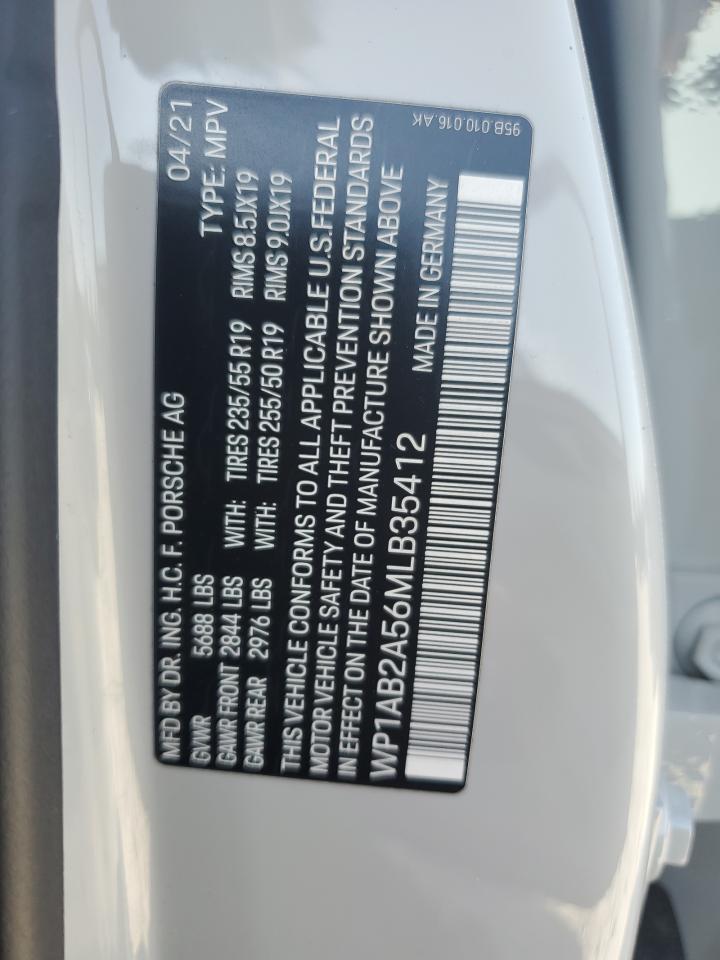 MFD BY DR. ING. H.C. F. PORSCHE AG 04/21
GVWR 5688 LBS TYPE: MPV
GAWR FRONT 2844 LBS WITH: TIRES 235/55 R19 RIMS 8.5JX19
GAWR REAR 2976 LBS WITH: TIRES 255/50 R19 RIMS 9.0JX19
THIS VEHICLE CONFORMS TO ALL APPLICABLE U.S.FEDERAL
MOTOR VEHICLE SAFETY AND THEFT PREVENTION STANDARDS
IN EFFECT ON THE DATE OF MANUFACTURE SHOWN ABOVE
WP1AB2A56MLB35412 MADE IN GERMANY
95B.010.016.AK